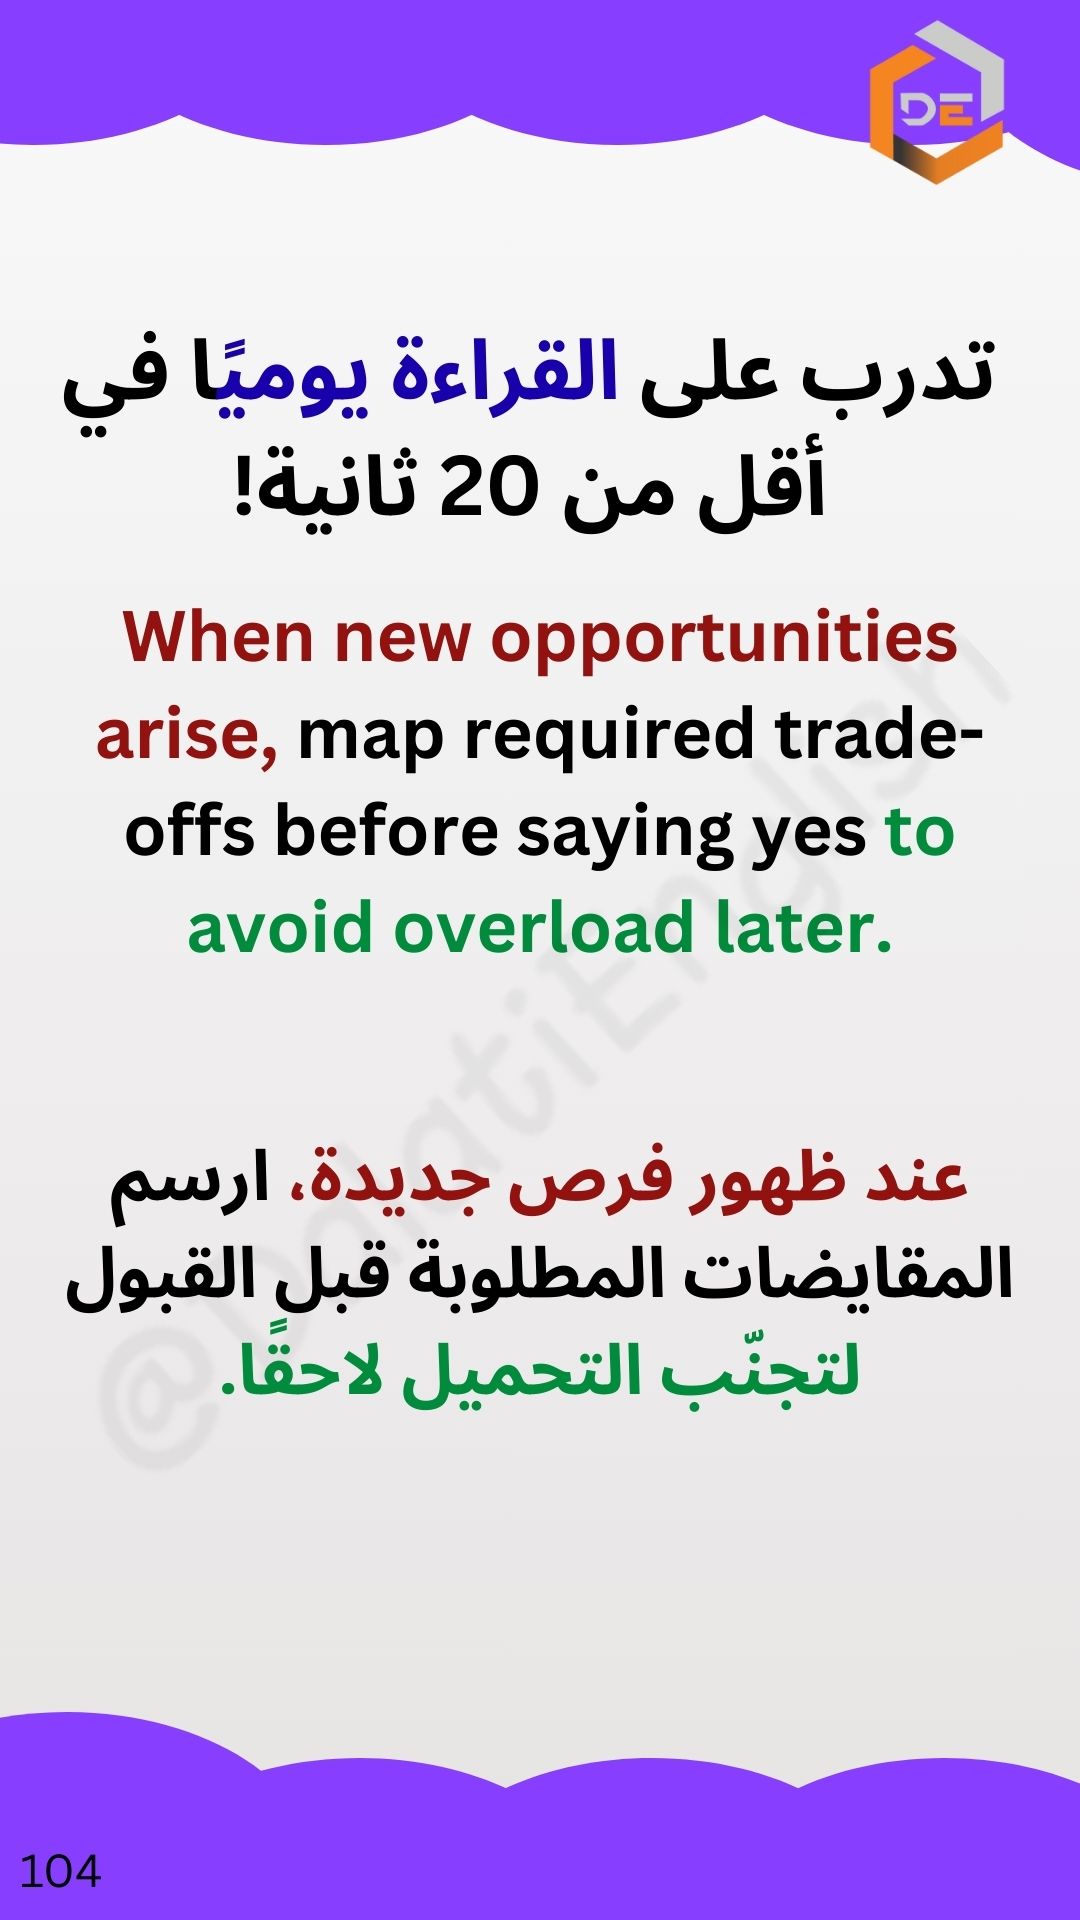 DE
تدرب على القراءة يوميًا في
أقل من 20 ثانية!
When new opportunities
arise, map required trade-
offs before saying yes to
avoid overload later.
@DalatiEnglish
عند ظهور فرص جديدة، ارسم
المقايضات المطلوبة قبل القبول
لتجنّب التحميل لاحقًا.
104